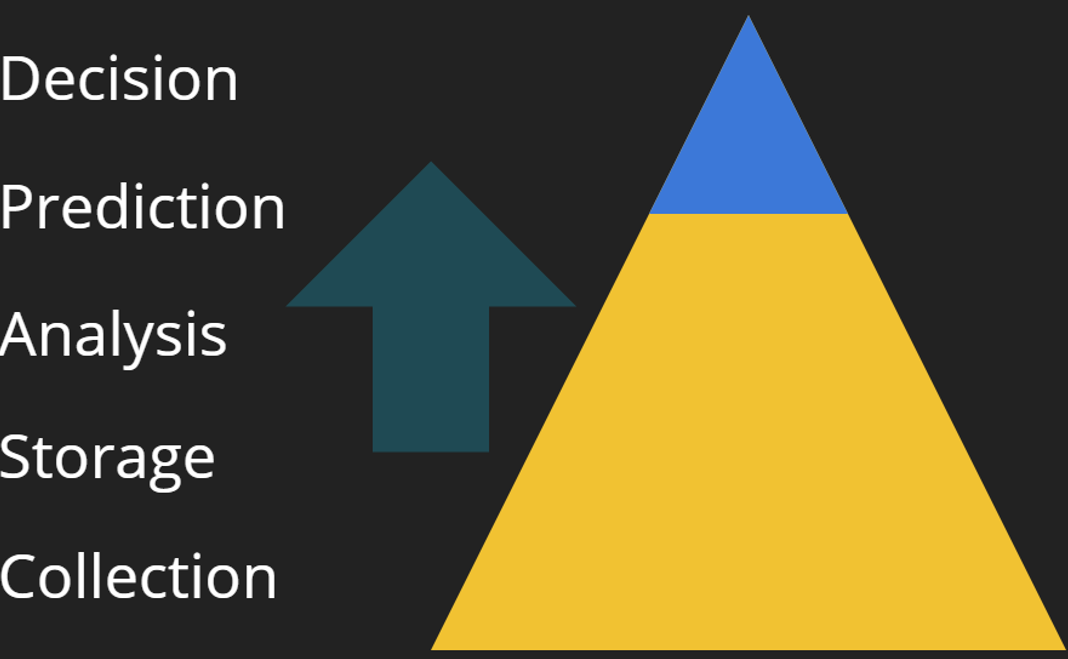 Decision
Prediction
Analysis
Storage
Collection